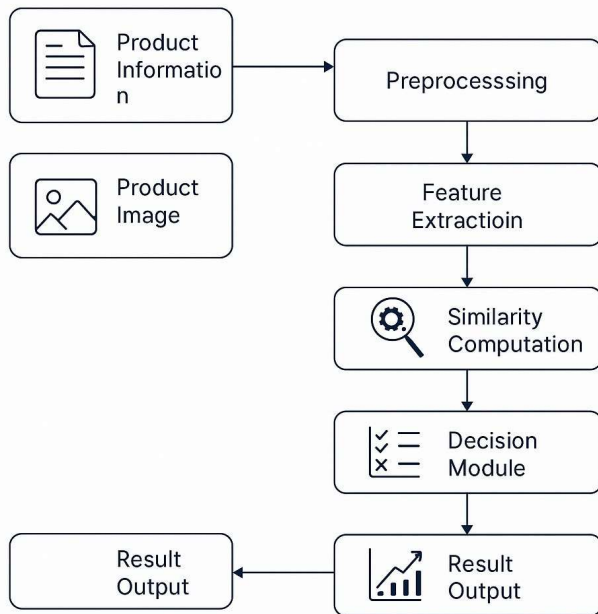 Product
Informatio
n
Preprocesssing
Product
Image
Feature
Extractioin
Similarity
Computation
Decision
Module
Result
Output
Result
Output